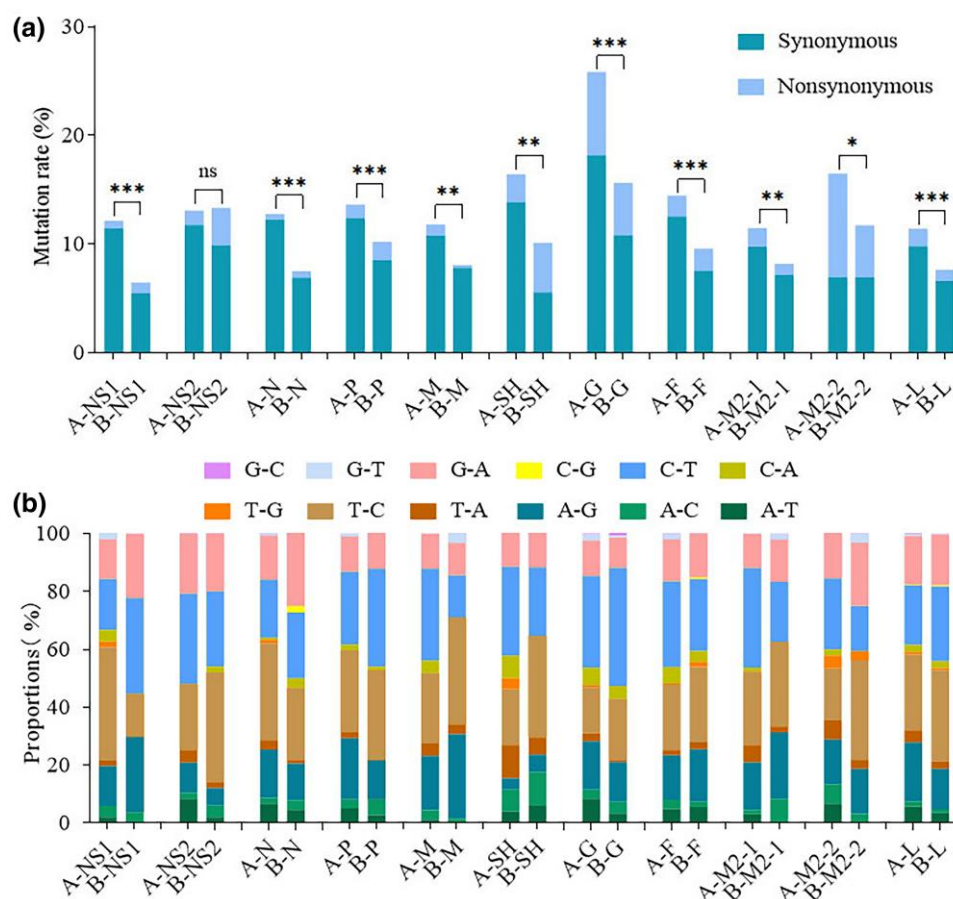 (a)
30
20
10
0
Mutation rate (%)
Synonymous
Nonsynonymous
*** ns *** *** ** ** *** *** ** * ***
A-NS1 B-NS1 A-NS2 B-NS2 A-N B-N A-P B-P A-M B-M A-SH B-SH A-G B-G A-F B-F A-M2-1 B-M2-1 A-M2-2 B-M2-2 A-L B-L
G-C G-T G-A C-G C-T C-A
T-G T-C T-A A-G A-C A-T
(b)
100
80
60
40
20
0
Proportions (%)
A-NS1 B-NS1 A-NS2 B-NS2 A-N B-N A-P B-P A-M B-M A-SH B-SH A-G B-G A-F B-F A-M2-1 B-M2-1 A-M2-2 B-M2-2 A-L B-L